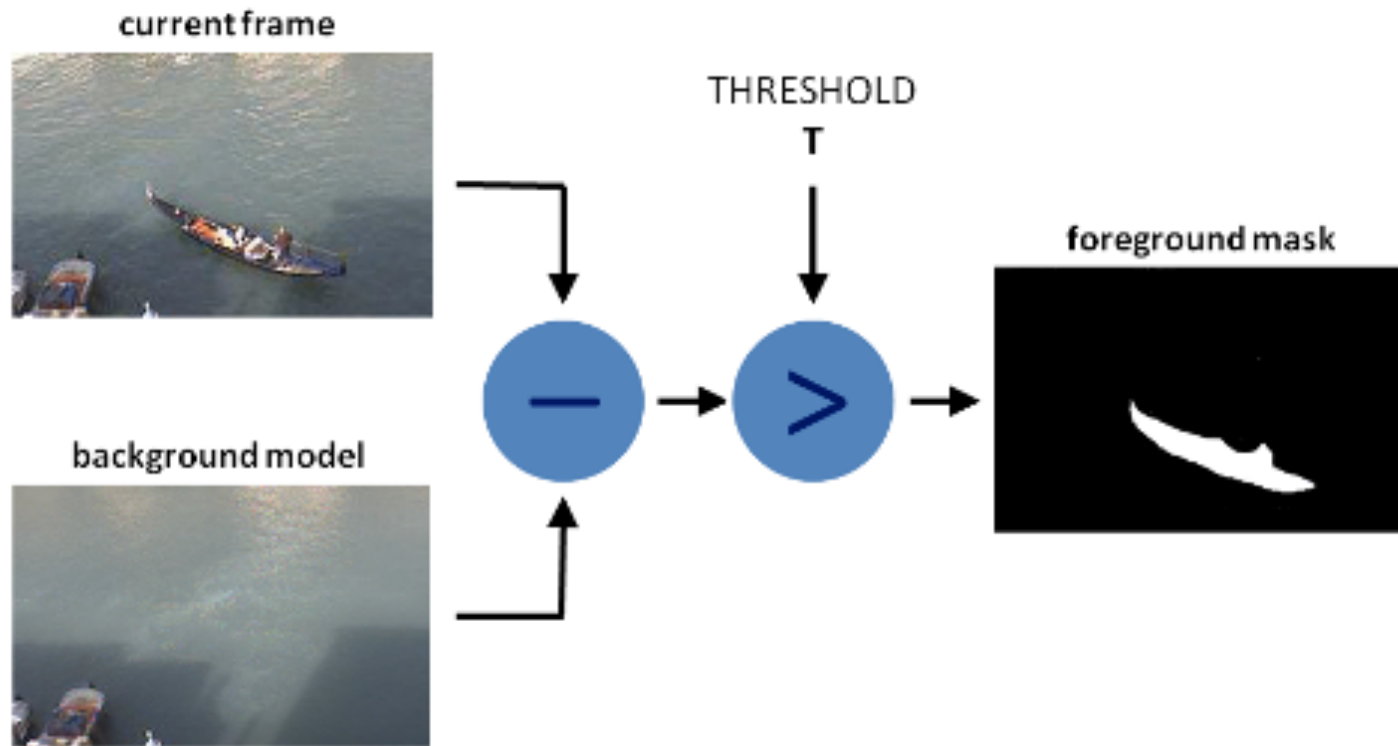 current frame
THRESHOLD
T
foreground mask
−
>
background model